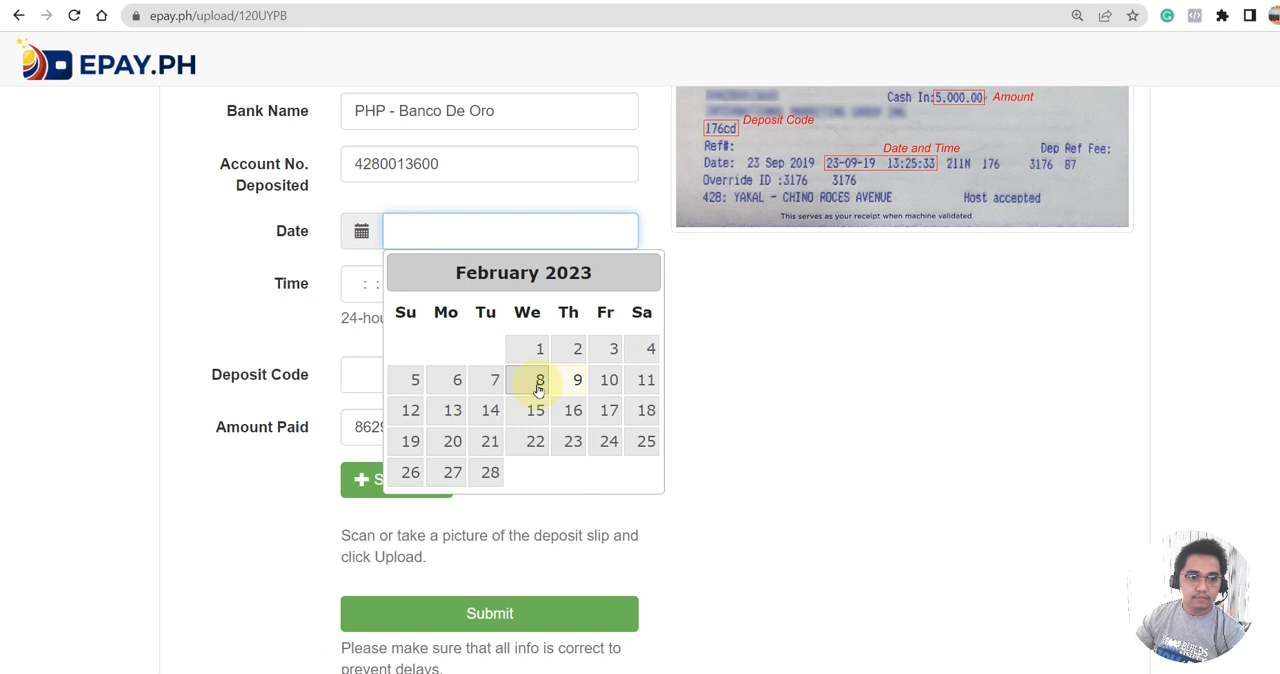 epay.ph/upload/120UYPB
EPAY.PH
Bank Name
PHP - Banco De Oro
Account No.
Deposited
4280013600
Date
February 2023
Su Mo Tu We Th Fr Sa
1 2 3 4
5 6 7 8 9 10 11
12 13 14 15 16 17 18
19 20 21 22 23 24 25
26 27 28
Time
: :
24-hou
Deposit Code
Amount Paid
8629
S
Scan or take a picture of the deposit slip and
click Upload.
Submit
Please make sure that all info is correct to
prevent delays.
Cash In:5,000.00 Amount
176cd Deposit Code
Ref#:
Date and Time
Dep Ref Fee:
Date: 23 Sep 2019 23-09-19 13:25:33 211N 176 3176 87
Override ID :3176 3176
428: YAKAL - CHINO ROCES AVENUE Host accepted
This serves as your receipt when machine validated